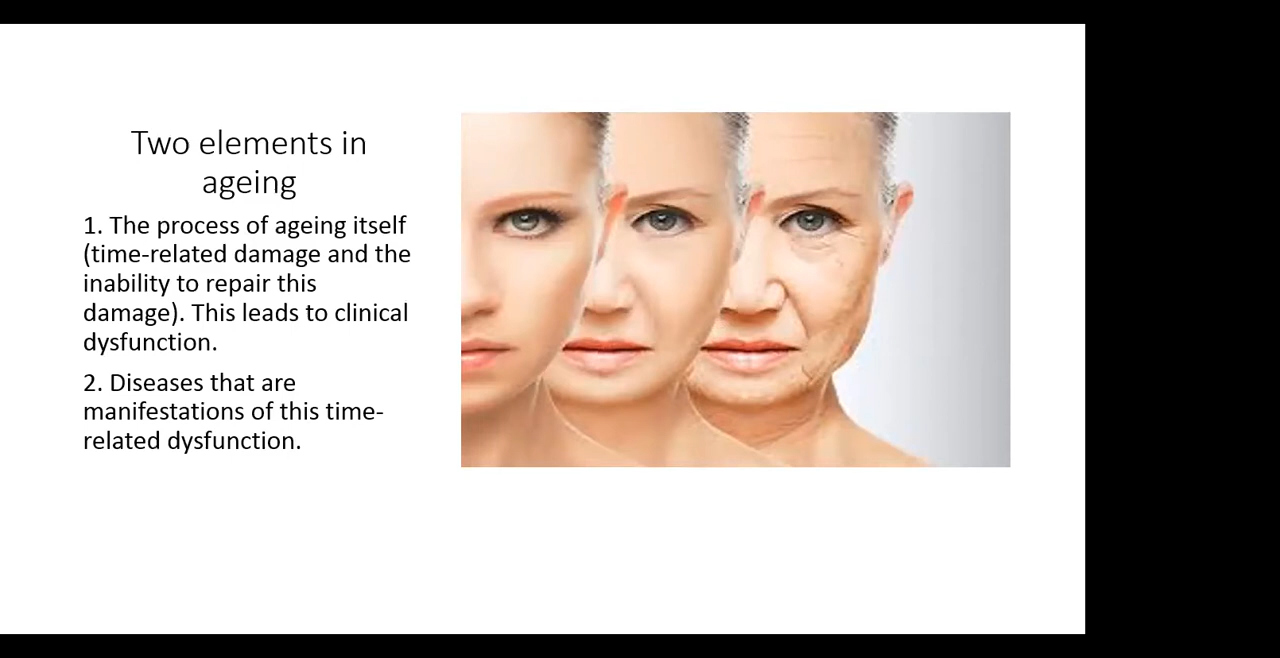 Two elements in
ageing
1. The process of ageing itself
(time-related damage and the
inability to repair this
damage). This leads to clinical
dysfunction.
2. Diseases that are
manifestations of this time-
related dysfunction.